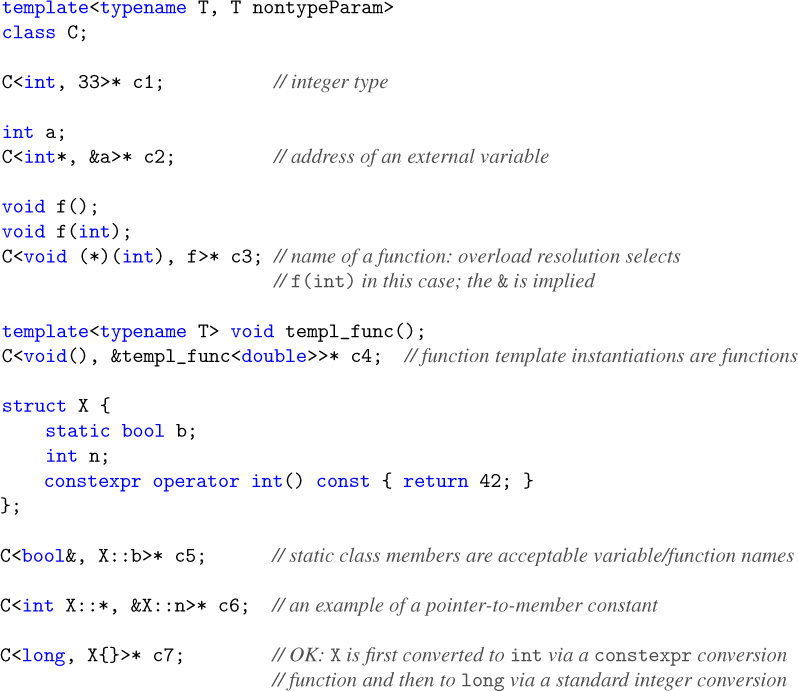 template<typename T, T nontypeParam>
class C;
C<int, 33>* c1; // integer type
int a;
C<int*, &a>* c2; // address of an external variable
void f();
void f(int);
C<void (*)(int), f>* c3; // name of a function: overload resolution selects
// f(int) in this case; the & is implied
template<typename T> void templ_func();
C<void(), &templ_func<double>>* c4; // function template instantiations are functions
struct X {
static bool b;
int n;
constexpr operator int() const { return 42; }
};
C<bool&, X::b>* c5; // static class members are acceptable variable/function names
C<int X::*, &X::n>* c6; // an example of a pointer-to-member constant
C<long, X{}>* c7; // OK: X is first converted to int via a constexpr conversion
// function and then to long via a standard integer conversion